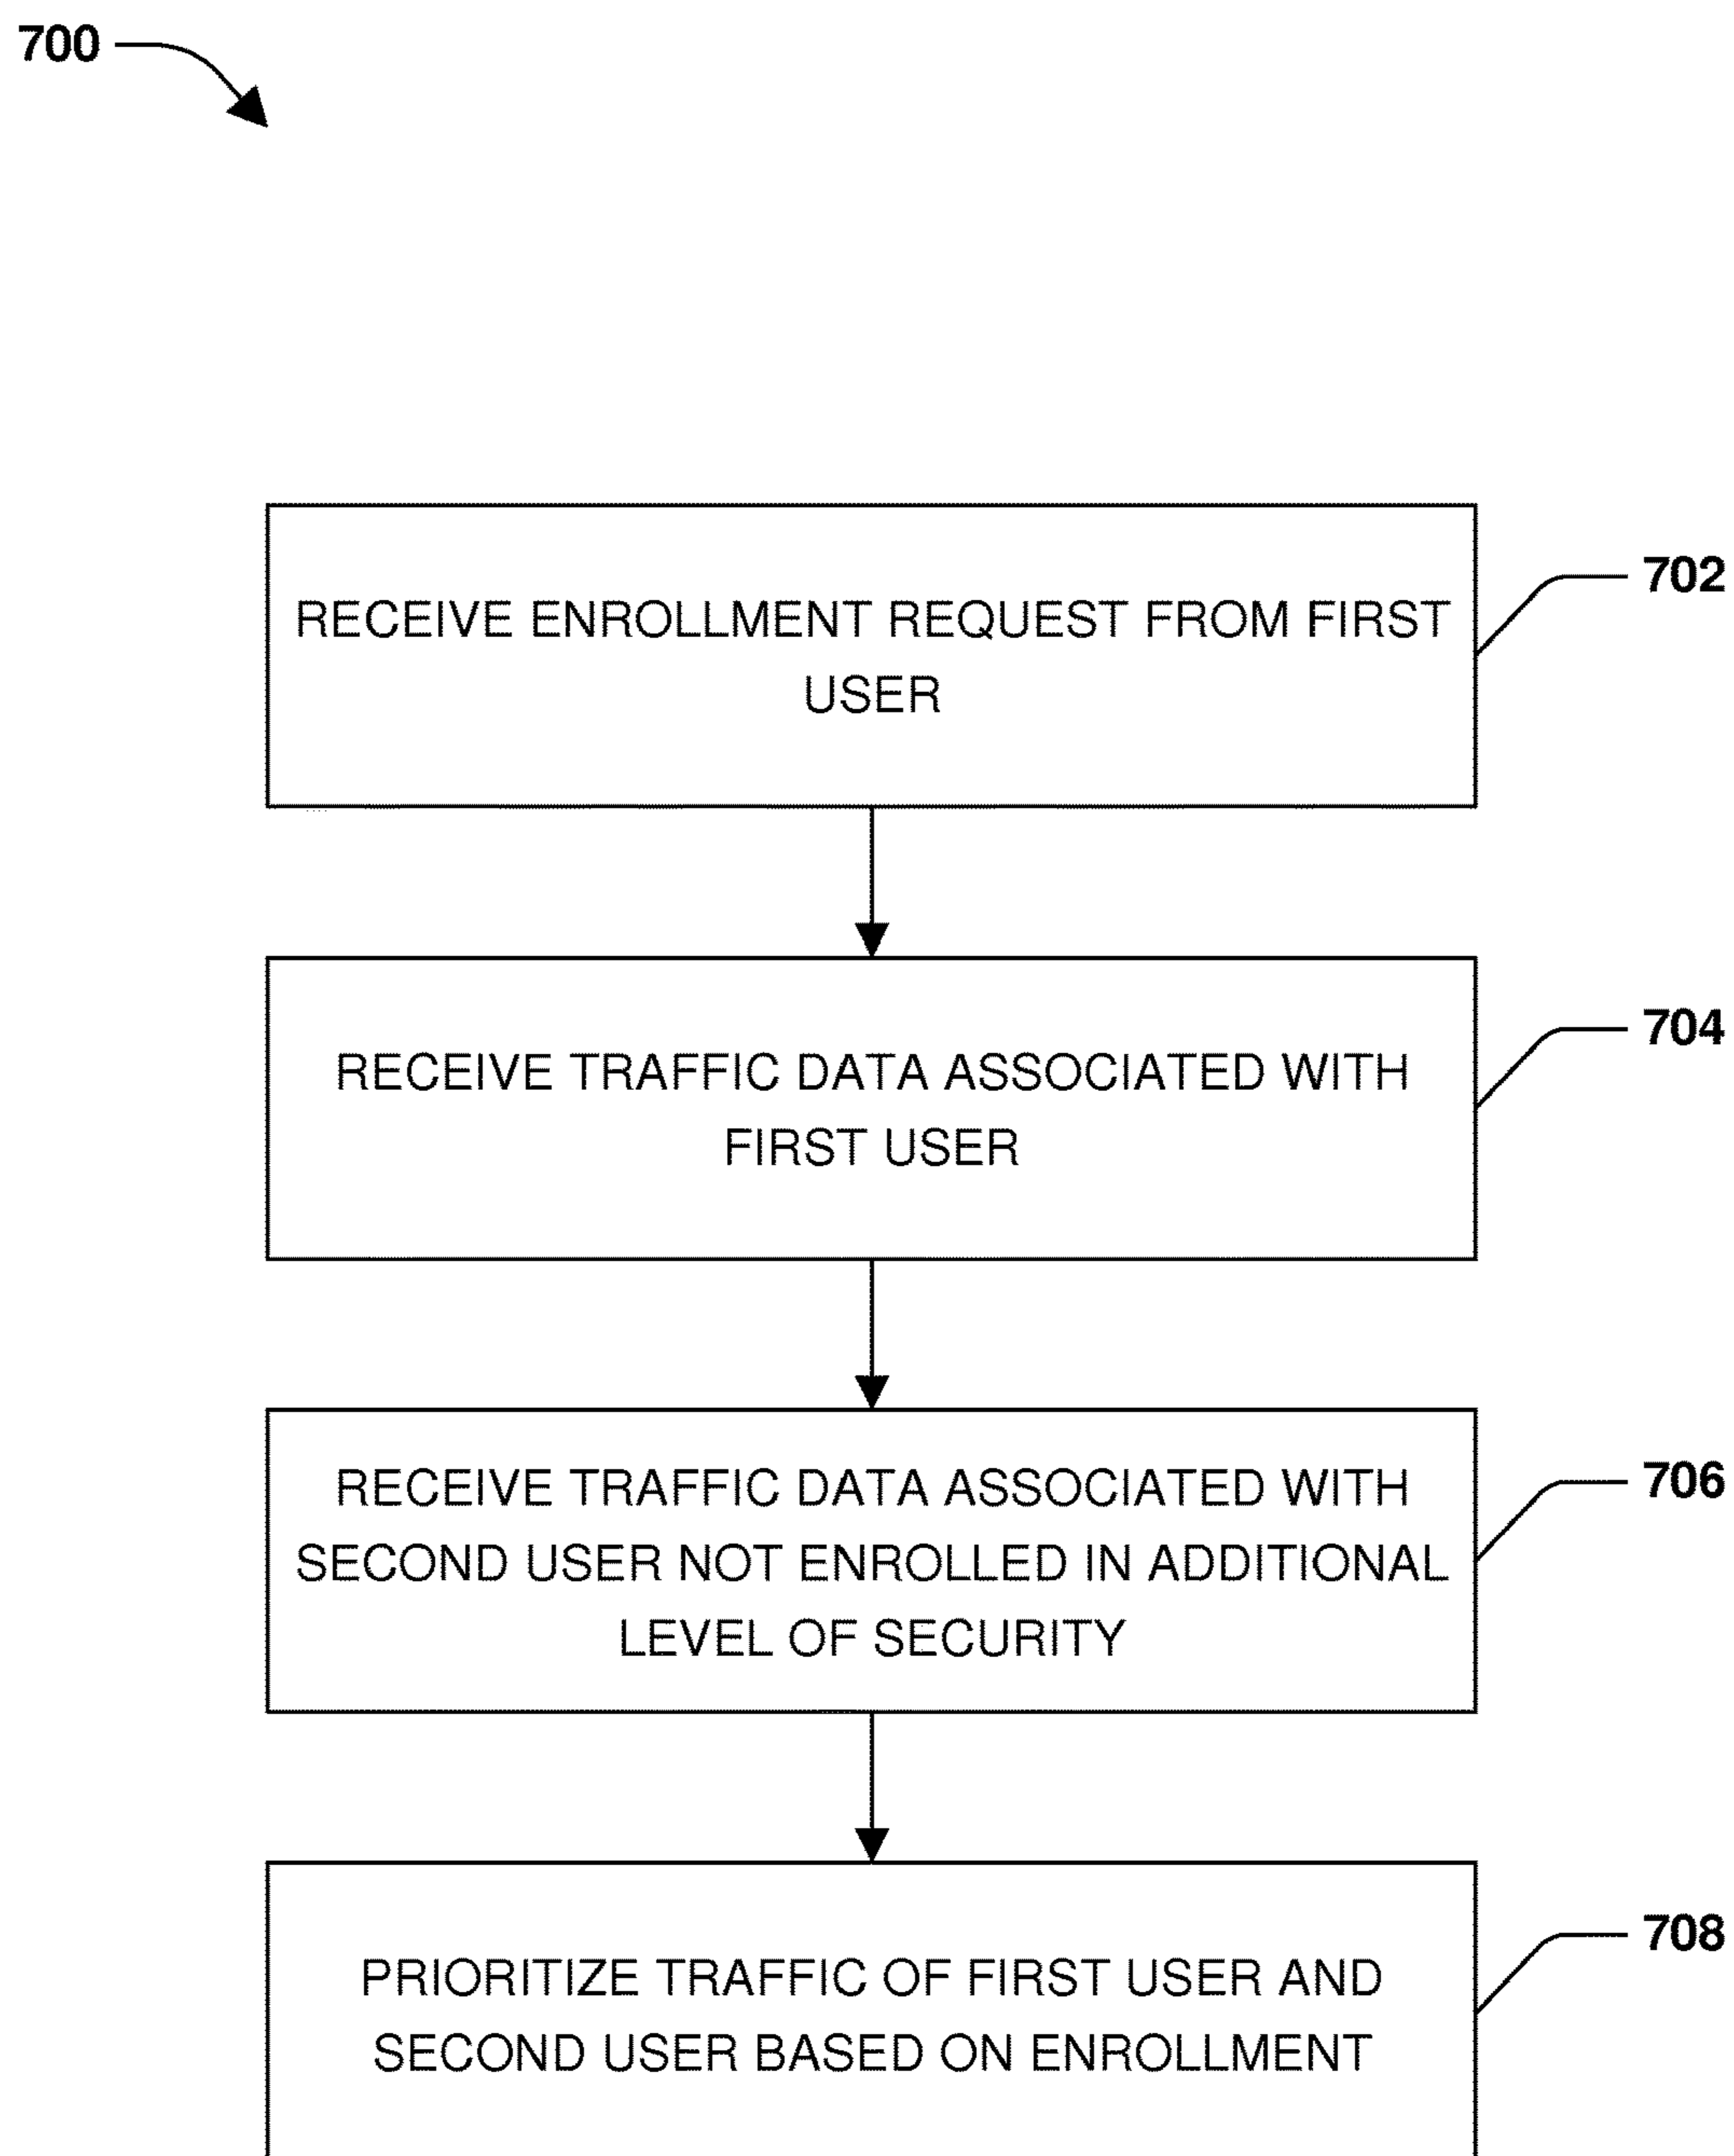 700
RECEIVE ENROLLMENT REQUEST FROM FIRST
USER
702
RECEIVE TRAFFIC DATA ASSOCIATED WITH
FIRST USER
704
RECEIVE TRAFFIC DATA ASSOCIATED WITH
SECOND USER NOT ENROLLED IN ADDITIONAL
LEVEL OF SECURITY
706
PRIORITIZE TRAFFIC OF FIRST USER AND
SECOND USER BASED ON ENROLLMENT
708